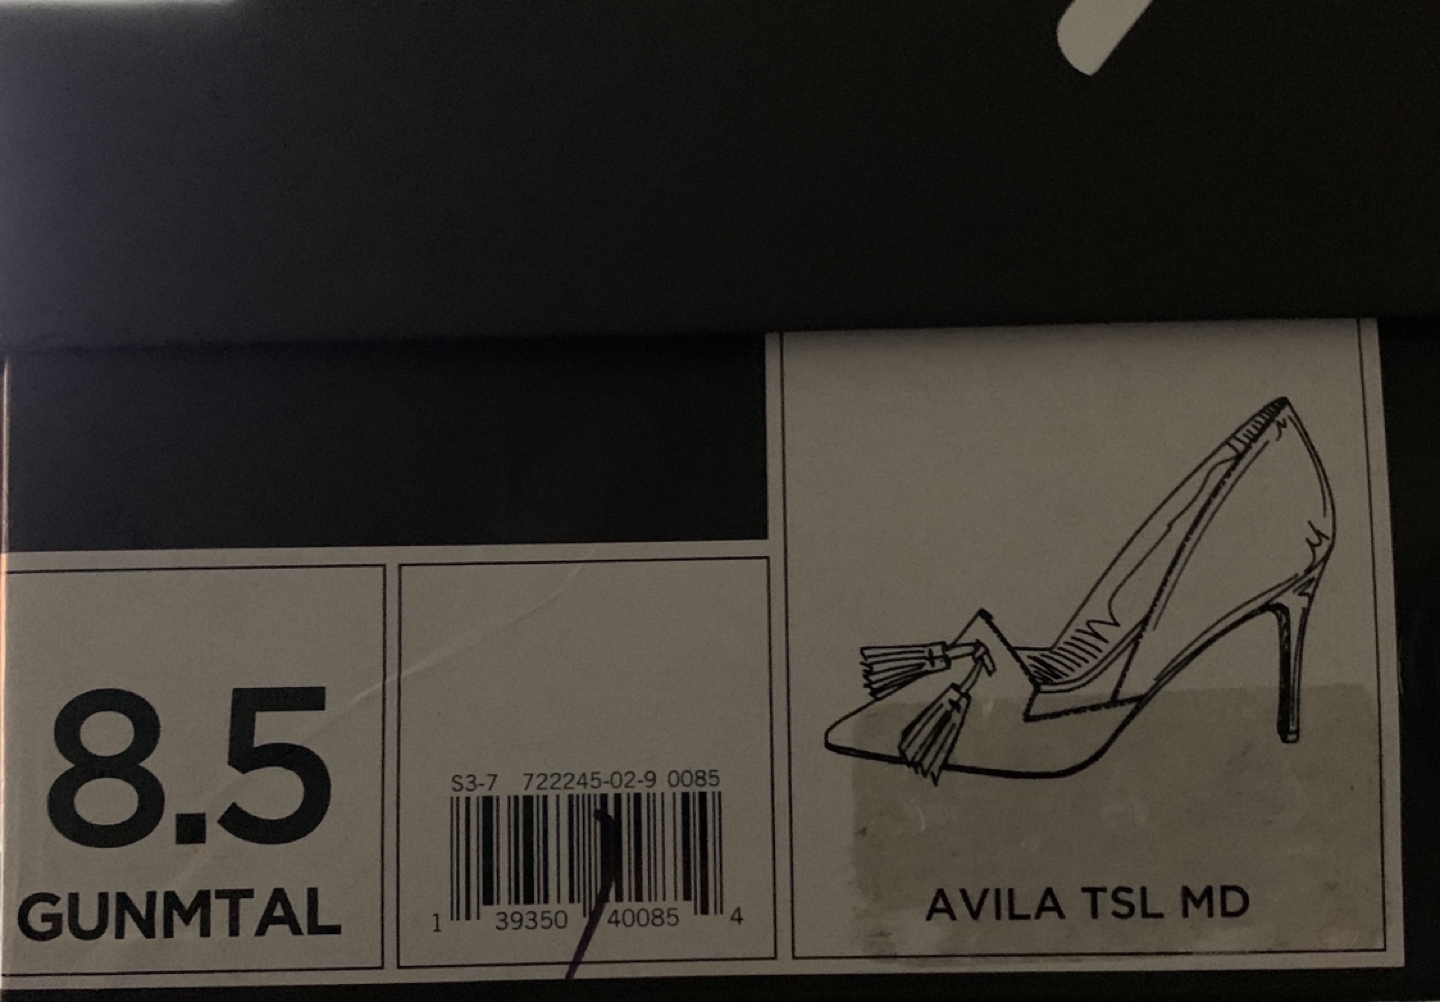 8.5
GUNMTAL
S3-7 722245-02-9 0085
1 39350 40085 4
AVILA TSL MD